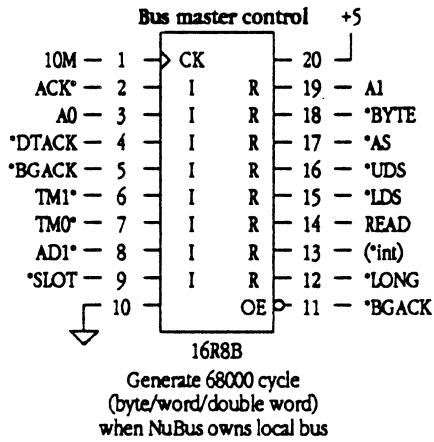 Bus master control
+5
10M 1 CK 20
ACK* 2 I R 19 A1
A0 3 I R 18 *BYTE
*DTACK 4 I R 17 *AS
*BGACK 5 I R 16 *UDS
TM1* 6 I R 15 *LDS
TM0* 7 I R 14 READ
AD1* 8 I R 13 (*int)
*SLOT 9 I R 12 *LONG
10 OE 11 *BGACK
16R8B
Generate 68000 cycle
(byte/word/double word)
when NuBus owns local bus